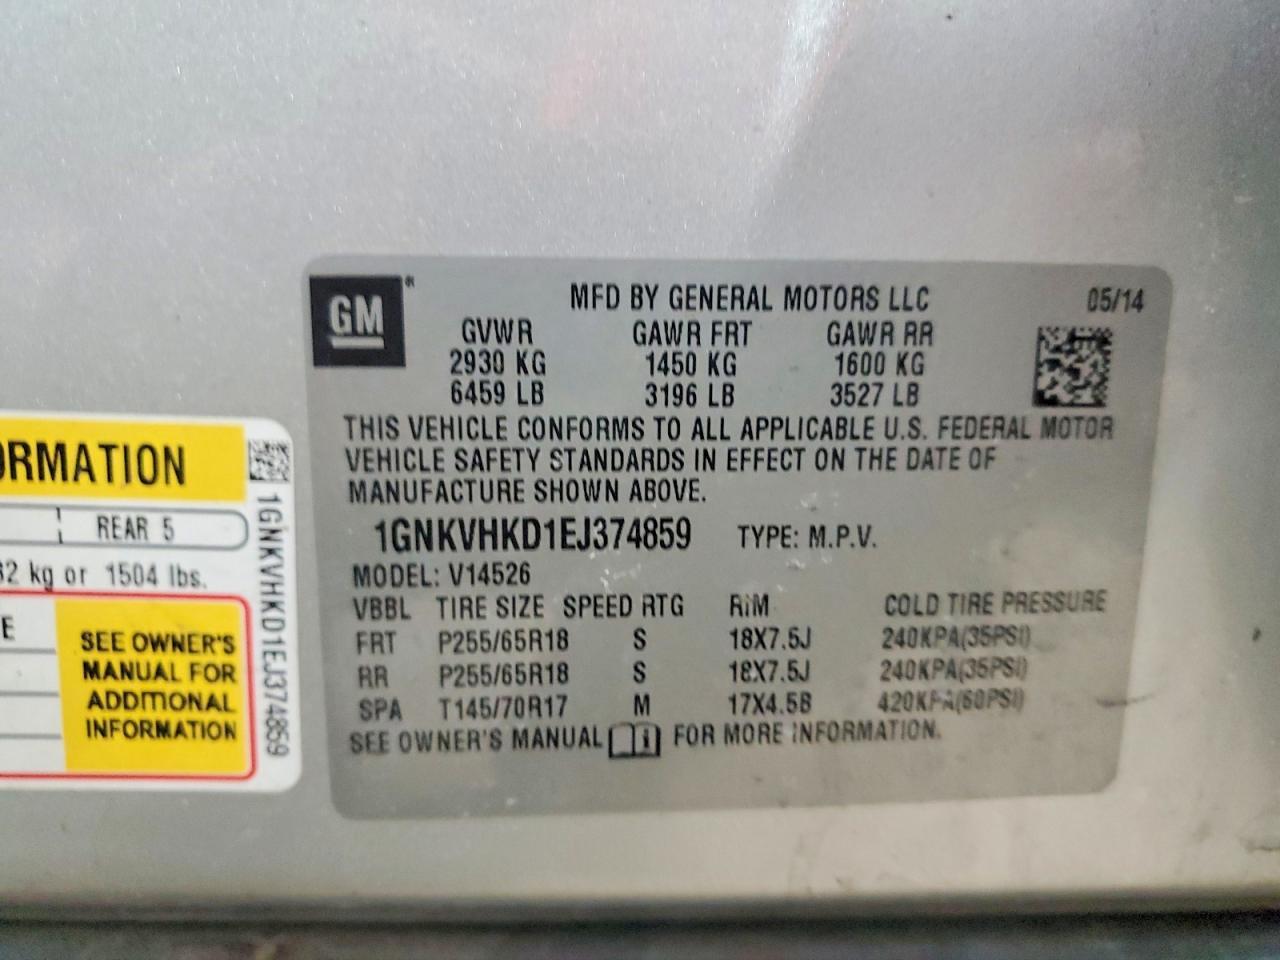 GM
MFD BY GENERAL MOTORS LLC 05/14
GVWR GAWR FRT GAWR RR
2930 KG 1450 KG 1600 KG
6459 LB 3196 LB 3527 LB
THIS VEHICLE CONFORMS TO ALL APPLICABLE U.S. FEDERAL MOTOR
VEHICLE SAFETY STANDARDS IN EFFECT ON THE DATE OF
MANUFACTURE SHOWN ABOVE.
1GNKVHKD1EJ374859 TYPE: M.P.V.
MODEL: V14526
VBBL TIRE SIZE SPEED RTG RIM COLD TIRE PRESSURE
FRT P255/65R18 S 18X7.5J 240KPA(35PSI)
RR P255/65R18 S 18X7.5J 240KPA(35PSI)
SPA T145/70R17 M 17X4.5B 420KPA(60PSI)
SEE OWNER'S MANUAL FOR MORE INFORMATION.
ORMATION
REAR 5
82 kg or 1504 lbs.
E
SEE OWNER'S
MANUAL FOR
ADDITIONAL
INFORMATION
1GNKVHKD1EJ374859